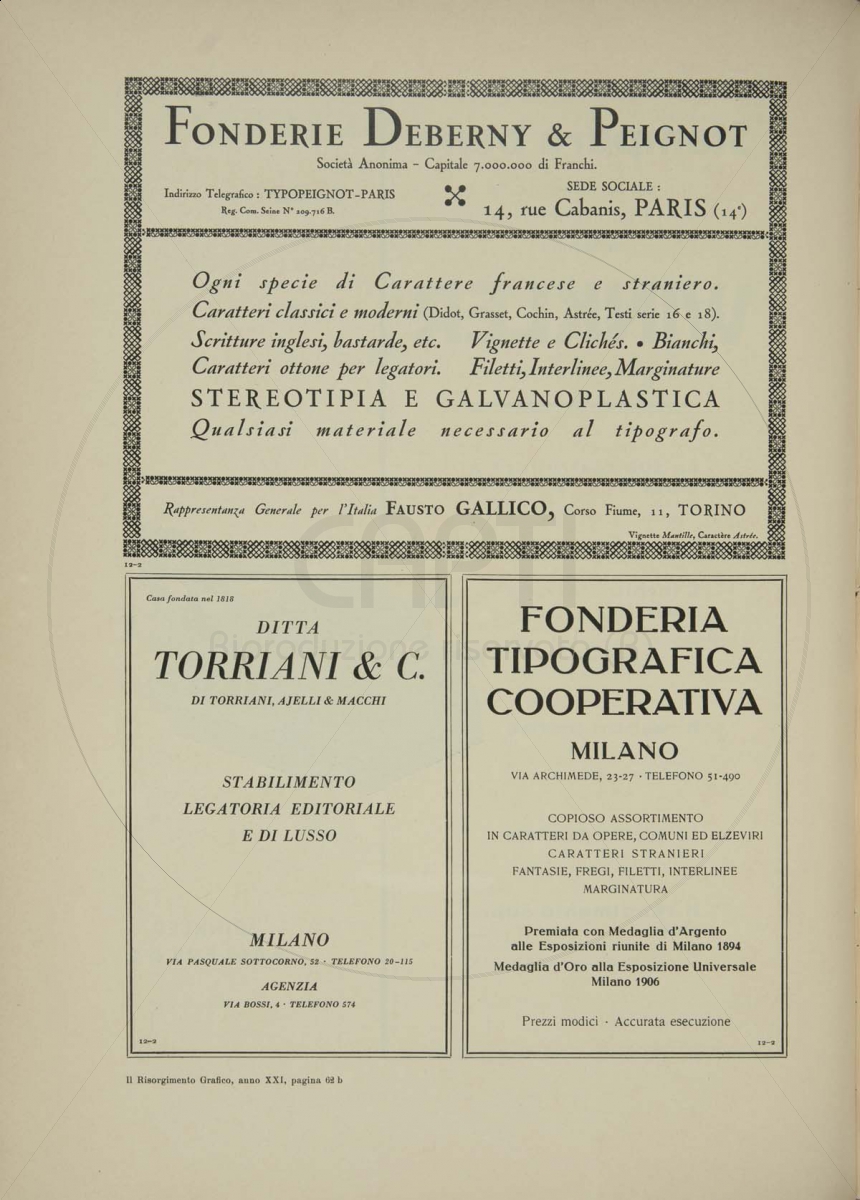 FONDERIE DEBERNY & PEIGNOT
Società Anonima – Capitale 7.000.000 di Franchi.
Indirizzo Telegrafico : TYPOPEIGNOT-PARIS
Reg. Com. Seine N° 209.716 B.
SEDE SOCIALE :
14, rue Cabanis, PARIS (14e)
Ogni specie di Carattere francese e straniero.
Caratteri classici e moderni (Didot, Grasset, Cochin, Astrée, Testi serie 16 e 18).
Scritture inglesi, bastarde, etc. Vignette e Clichés. • Bianchi,
Caratteri ottone per legatori. Filetti, Interlinee, Marginature
STEREOTIPIA E GALVANOPLASTICA
Qualsiasi materiale necessario al tipografo.
Rappresentanza Generale per l'Italia FAUSTO GALLICO, Corso Fiume, 11, TORINO
Vignette Mantille, Caractère Astrée.
12-2
Casa fondata nel 1818
DITTA
TORRIANI & C.
DI TORRIANI, AJELLI & MACCHI
STABILIMENTO
LEGATORIA EDITORIALE
E DI LUSSO
MILANO
VIA PASQUALE SOTTOCORNO, 52 · TELEFONO 20-115
AGENZIA
VIA BOSSI, 4 · TELEFONO 574
12-2
FONDERIA
TIPOGRAFICA
COOPERATIVA
MILANO
VIA ARCHIMEDE, 23-27 · TELEFONO 51-490
COPIOSO ASSORTIMENTO
IN CARATTERI DA OPERE, COMUNI ED ELZEVIRI
CARATTERI STRANIERI
FANTASIE, FREGI, FILETTI, INTERLINEE
MARGINATURA
Premiata con Medaglia d'Argento
alle Esposizioni riunite di Milano 1894
Medaglia d'Oro alla Esposizione Universale
Milano 1906
Prezzi modici · Accurata esecuzione
12-2
Il Risorgimento Grafico, anno XXI, pagina 62 b